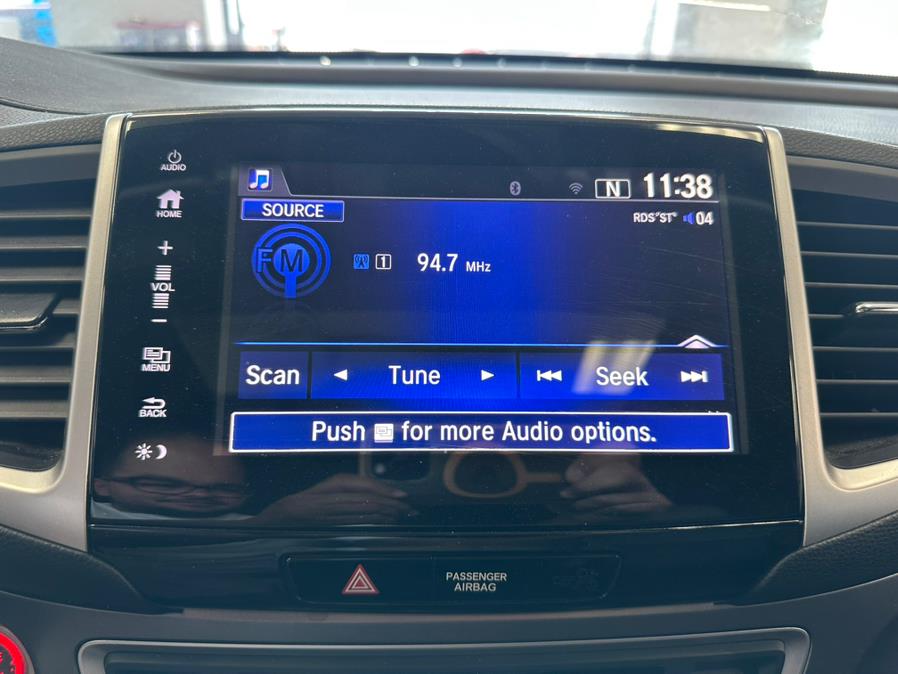 AUDIO
HOME
+
VOL
−
MENU
BACK
N 11:38
SOURCE
RDS ST 04
FM
1 94.7 MHz
Scan Tune Seek
Push for more Audio options.
PASSENGER
AIRBAG